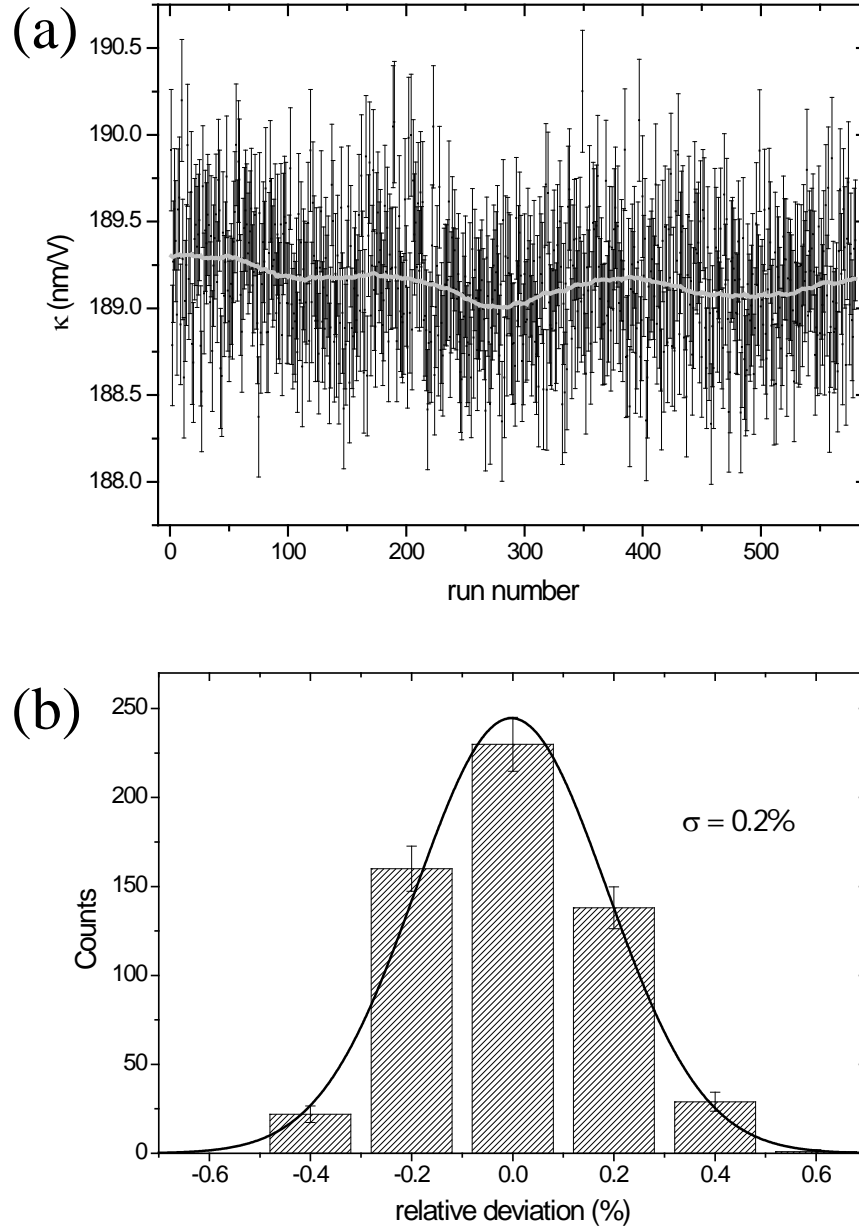 (a)
190.5
190.0
189.5
189.0
188.5
188.0
κ (nm/V)
0 100 200 300 400 500
run number
(b)
250
200
150
100
50
0
Counts
σ = 0.2%
-0.6 -0.4 -0.2 0.0 0.2 0.4 0.6
relative deviation (%)